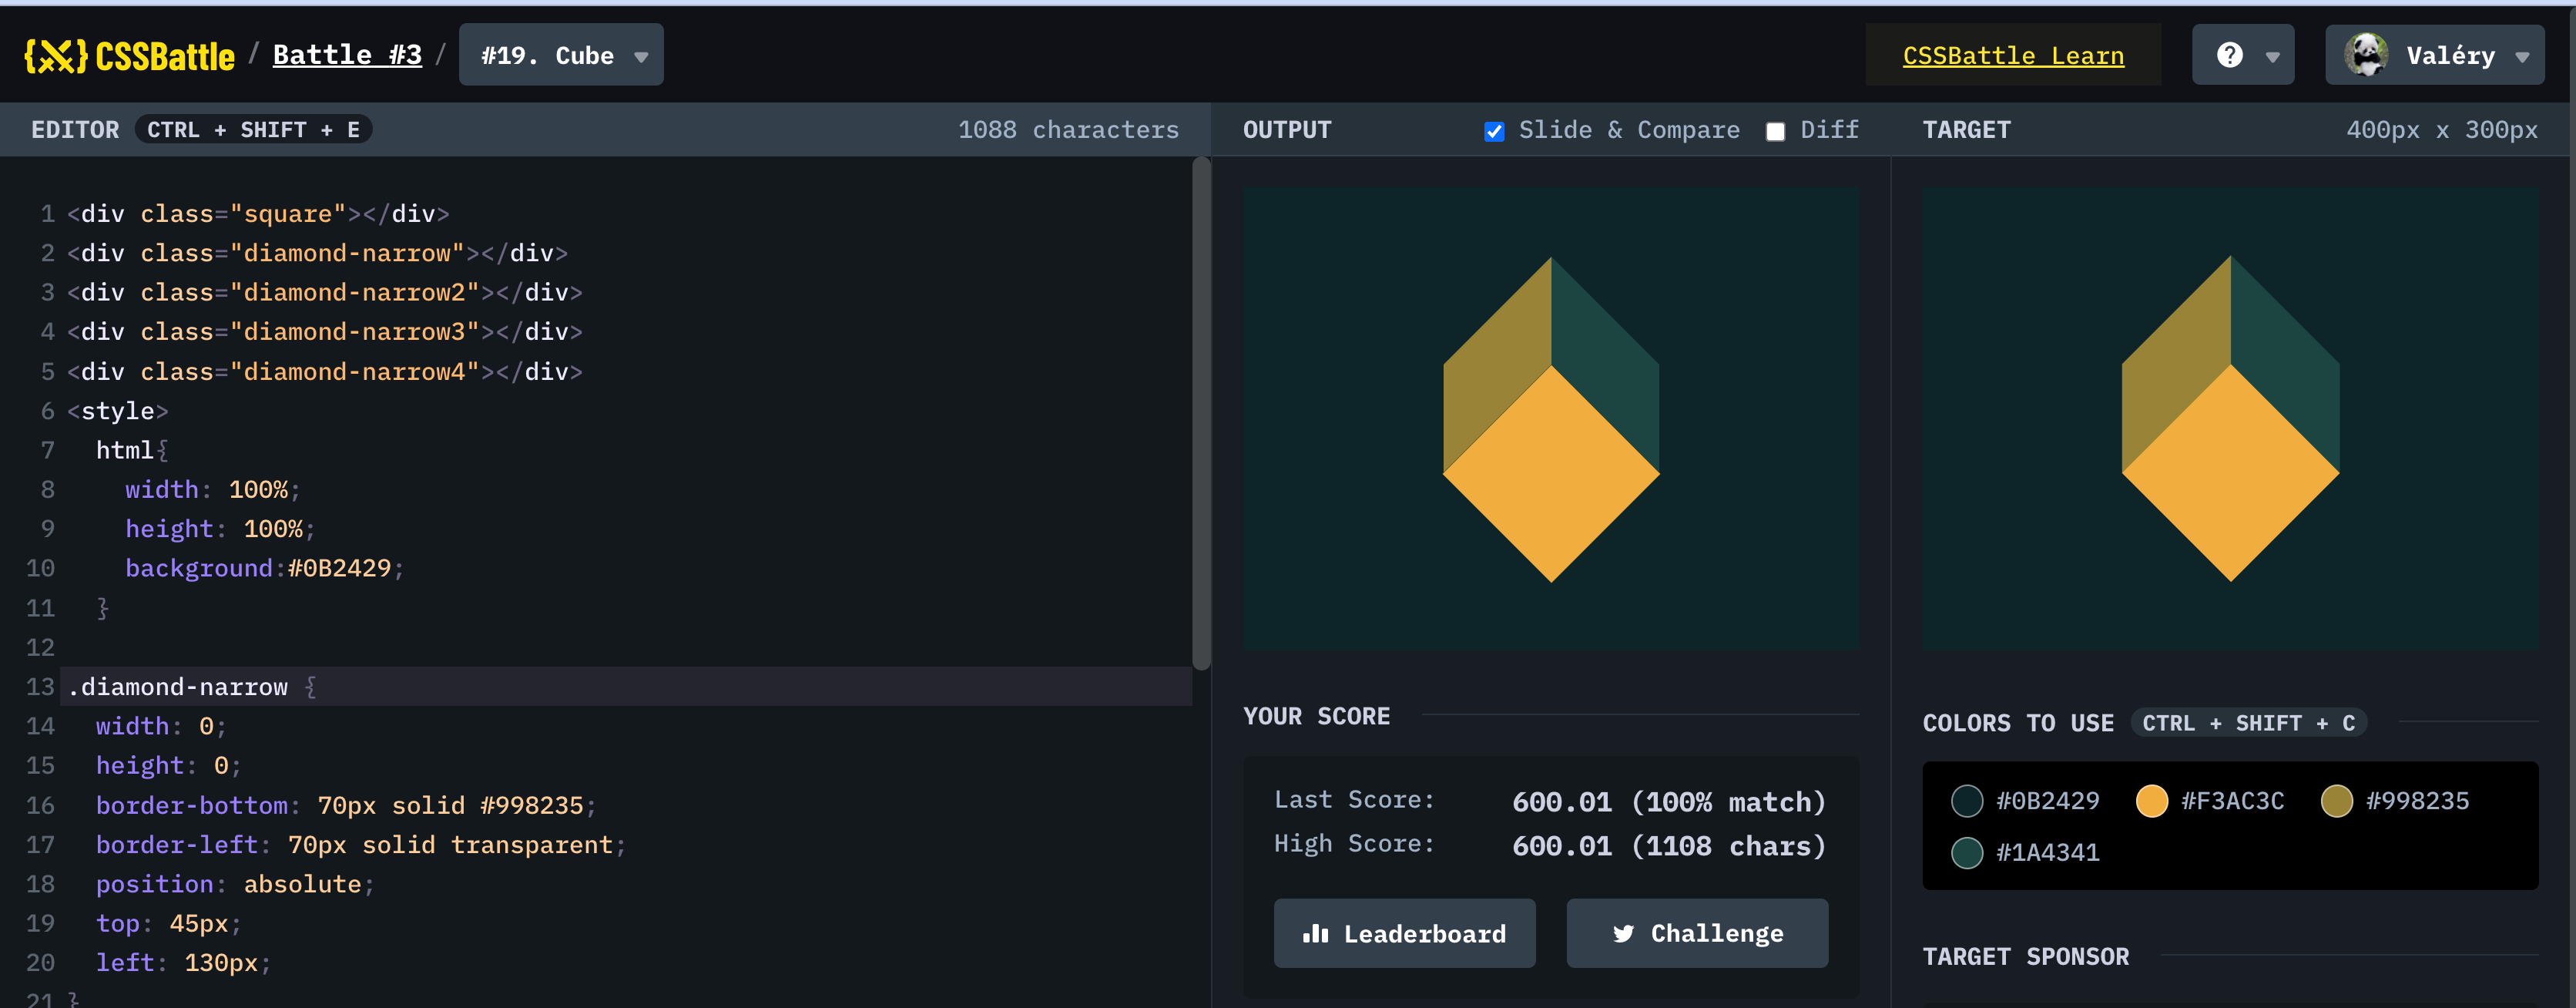 {X} CSSBattle / Battle #3 / #19. Cube
CSSBattle Learn
? Valéry
EDITOR CTRL + SHIFT + E 1088 characters
OUTPUT Slide & Compare Diff
TARGET 400px x 300px
1 <div class="square"></div>
2 <div class="diamond-narrow"></div>
3 <div class="diamond-narrow2"></div>
4 <div class="diamond-narrow3"></div>
5 <div class="diamond-narrow4"></div>
6 <style>
7 html{
8 width: 100%;
9 height: 100%;
10 background:#0B2429;
11 }
12
13 .diamond-narrow {
14 width: 0;
15 height: 0;
16 border-bottom: 70px solid #998235;
17 border-left: 70px solid transparent;
18 position: absolute;
19 top: 45px;
20 left: 130px;
21 }
YOUR SCORE
Last Score: 600.01 (100% match)
High Score: 600.01 (1108 chars)
Leaderboard Challenge
COLORS TO USE CTRL + SHIFT + C
#0B2429 #F3AC3C #998235
#1A4341
TARGET SPONSOR